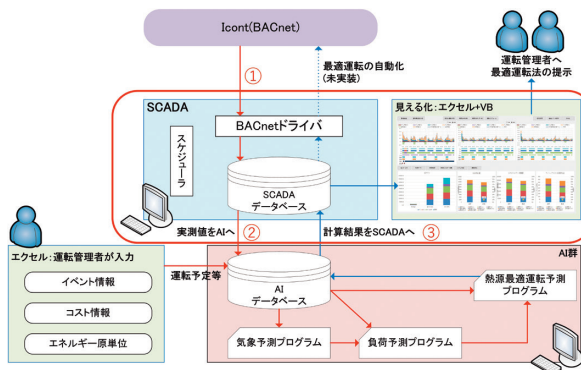 Icont(BACnet)
①
最適運転の自動化
(未実装)
運転管理者へ
最適運転法の提示
SCADA
スケジューラ
BACnetドライバ
SCADA
データベース
見える化：エクセル+VB
実測値をAIへ
②
計算結果をSCADAへ
③
エクセル：運転管理者が入力
イベント情報
コスト情報
エネルギー原単位
運転予定等
AI群
AI
データベース
熱源最適運転予測
プログラム
気象予測プログラム
負荷予測プログラム